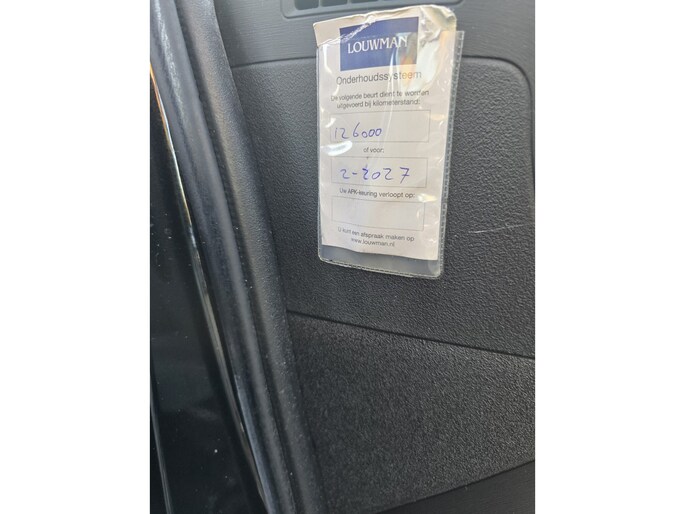 LOUWMAN
Onderhoudssysteem
De volgende beurt dient te worden
uitgevoerd bij kilometerstand:
126000
of voor:
2-2027
Uw APK-keuring verloopt op:
U kunt een afspraak maken op
www.louwman.nl